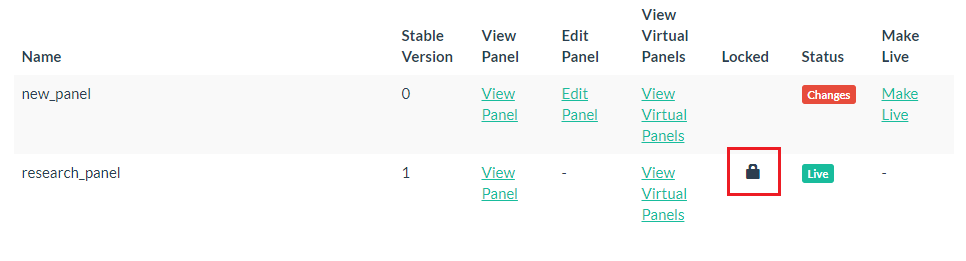 Name Stable Version View Panel Edit Panel View Virtual Panels Locked Status Make Live
new_panel 0 View Panel Edit Panel View Virtual Panels Changes Make Live
research_panel 1 View Panel - View Virtual Panels Live -